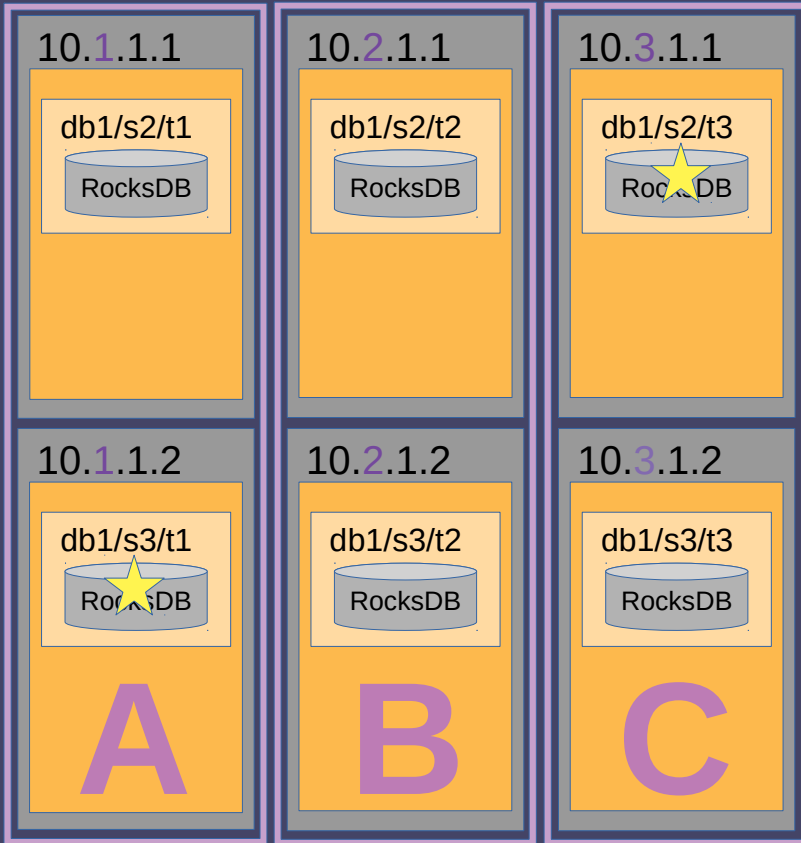 10.1.1.1
db1/s2/t1
RocksDB
10.2.1.1
db1/s2/t2
RocksDB
10.3.1.1
db1/s2/t3
RocksDB
10.1.1.2
db1/s3/t1
RocksDB
A
10.2.1.2
db1/s3/t2
RocksDB
B
10.3.1.2
db1/s3/t3
RocksDB
C